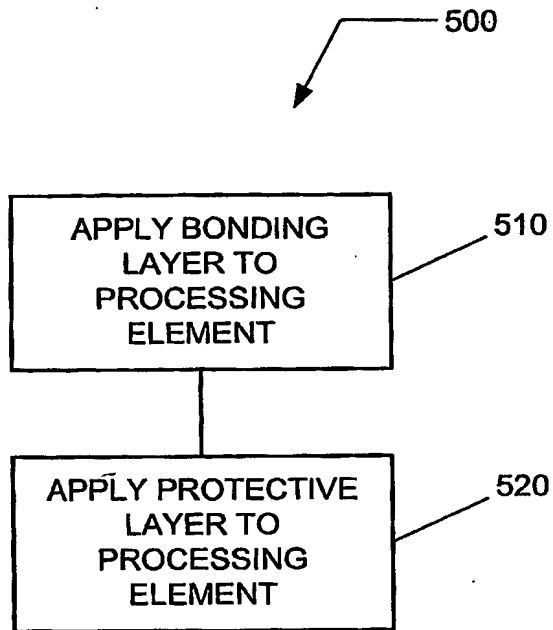 500
APPLY BONDING
LAYER TO
PROCESSING
ELEMENT
510
APPLY PROTECTIVE
LAYER TO
PROCESSING
ELEMENT
520